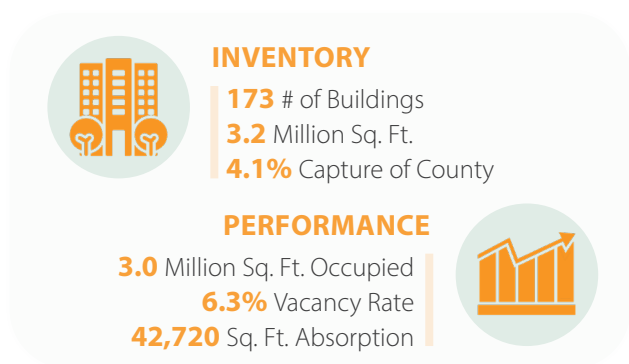 INVENTORY
173 # of Buildings
3.2 Million Sq. Ft.
4.1% Capture of County
PERFORMANCE
3.0 Million Sq. Ft. Occupied
6.3% Vacancy Rate
42,720 Sq. Ft. Absorption